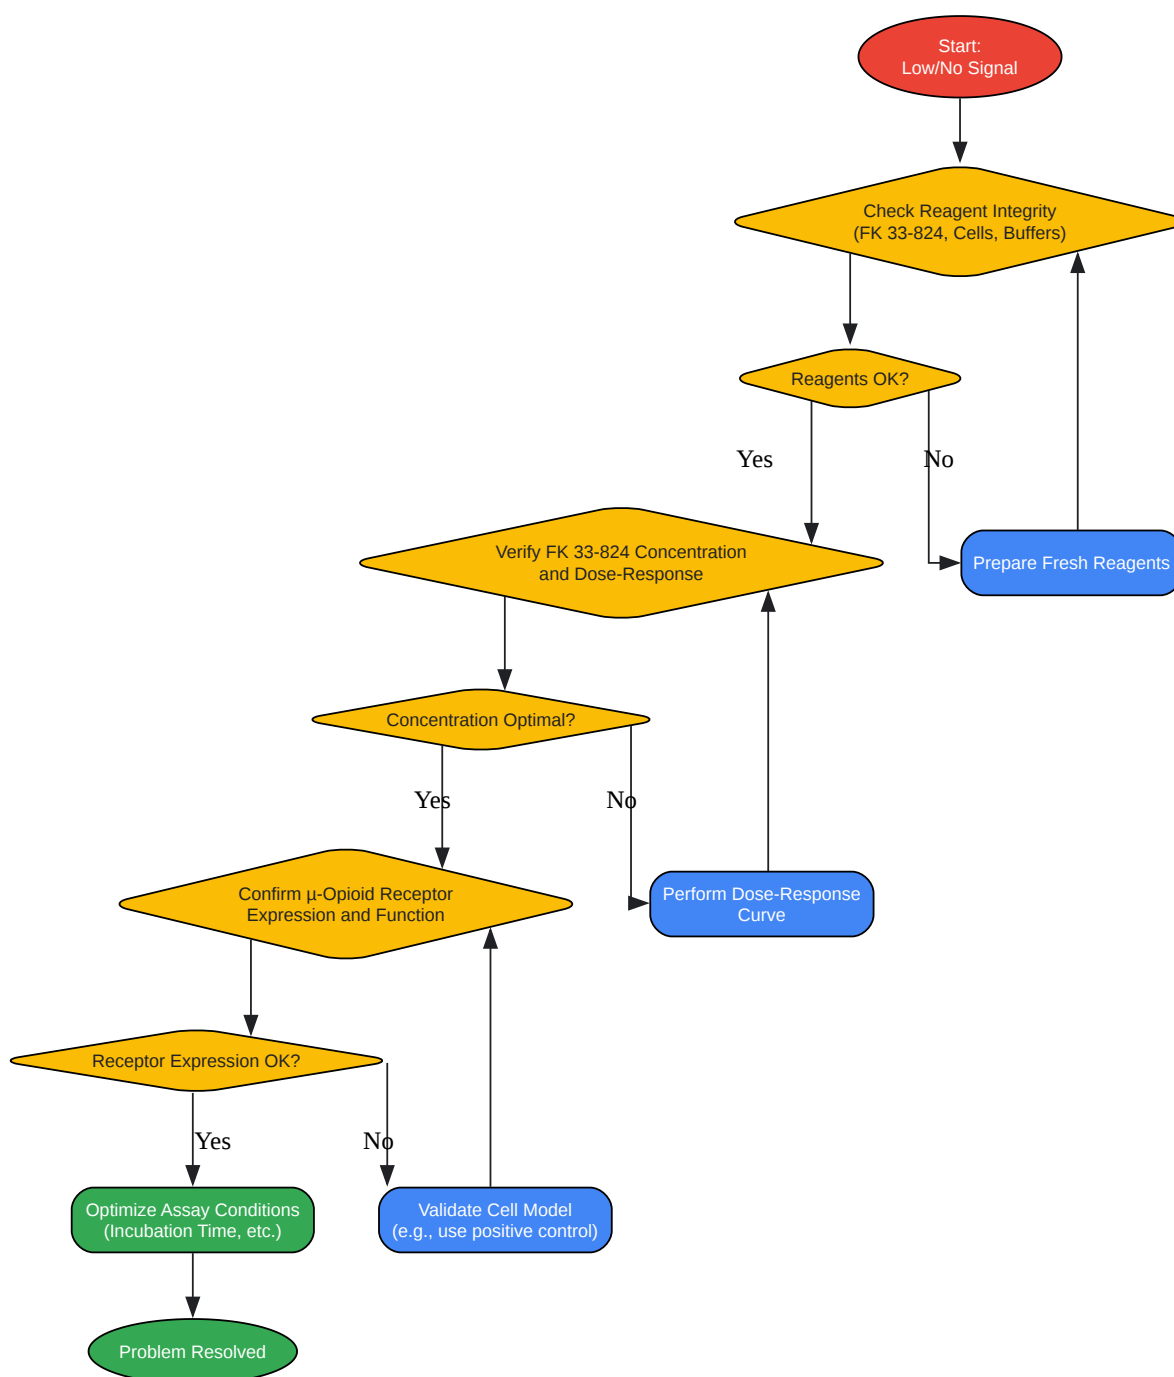 Start:
Low/No Signal
Check Reagent Integrity
(FK 33-824, Cells, Buffers)
Reagents OK?
Yes
No
Verify FK 33-824 Concentration
and Dose-Response
Prepare Fresh Reagents
Concentration Optimal?
Yes
No
Confirm µ-Opioid Receptor
Expression and Function
Perform Dose-Response
Curve
Receptor Expression OK?
Yes
No
Optimize Assay Conditions
(Incubation Time, etc.)
Validate Cell Model
(e.g., use positive control)
Problem Resolved